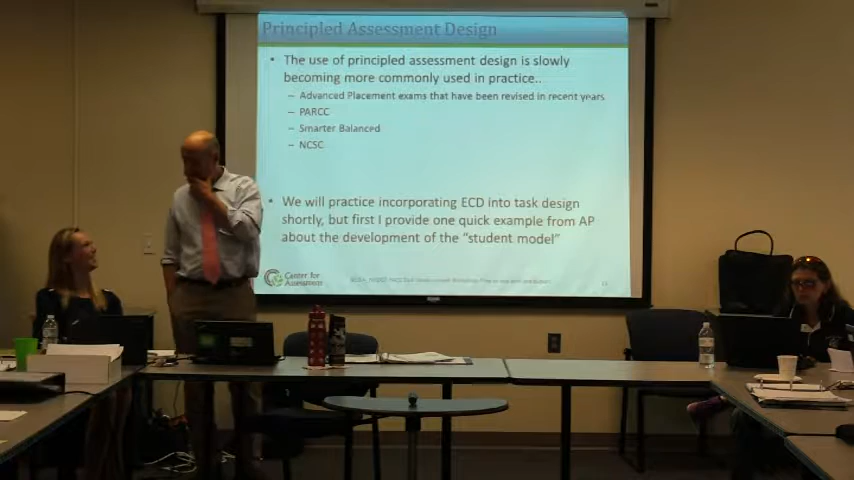 Principled Assessment Design
• The use of principled assessment design is slowly
becoming more commonly used in practice..
– Advanced Placement exams that have been revised in recent years
– PARCC
– Smarter Balanced
– NCSC
• We will practice incorporating ECD into task design
shortly, but first I provide one quick example from AP
about the development of the "student model"
Center for
Assessment